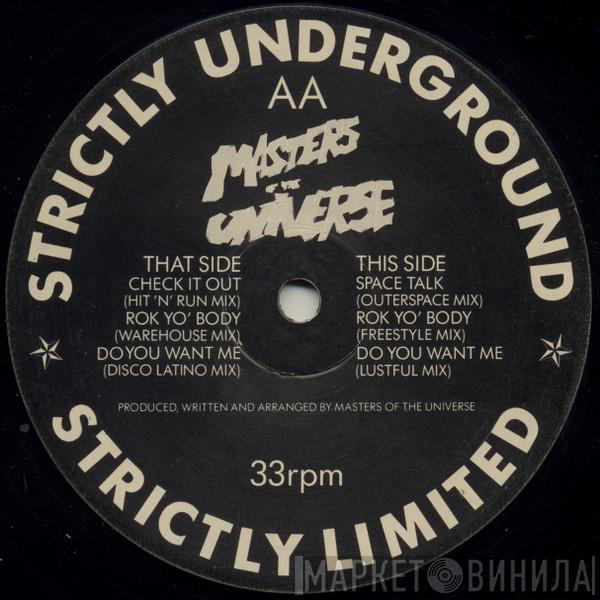 STRICTLY UNDERGROUND
AA
MASTERS
OF THE
UNIVERSE
THAT SIDE
CHECK IT OUT
(HIT 'N' RUN MIX)
ROK YO' BODY
(WAREHOUSE MIX)
DO YOU WANT ME
(DISCO LATINO MIX)
THIS SIDE
SPACE TALK
(OUTERSPACE MIX)
ROK YO' BODY
(FREESTYLE MIX)
DO YOU WANT ME
(LUSTFUL MIX)
PRODUCED, WRITTEN AND ARRANGED BY MASTERS OF THE UNIVERSE
33rpm
STRICTLY LIMITED
МАРКЕТ ВИНИЛА